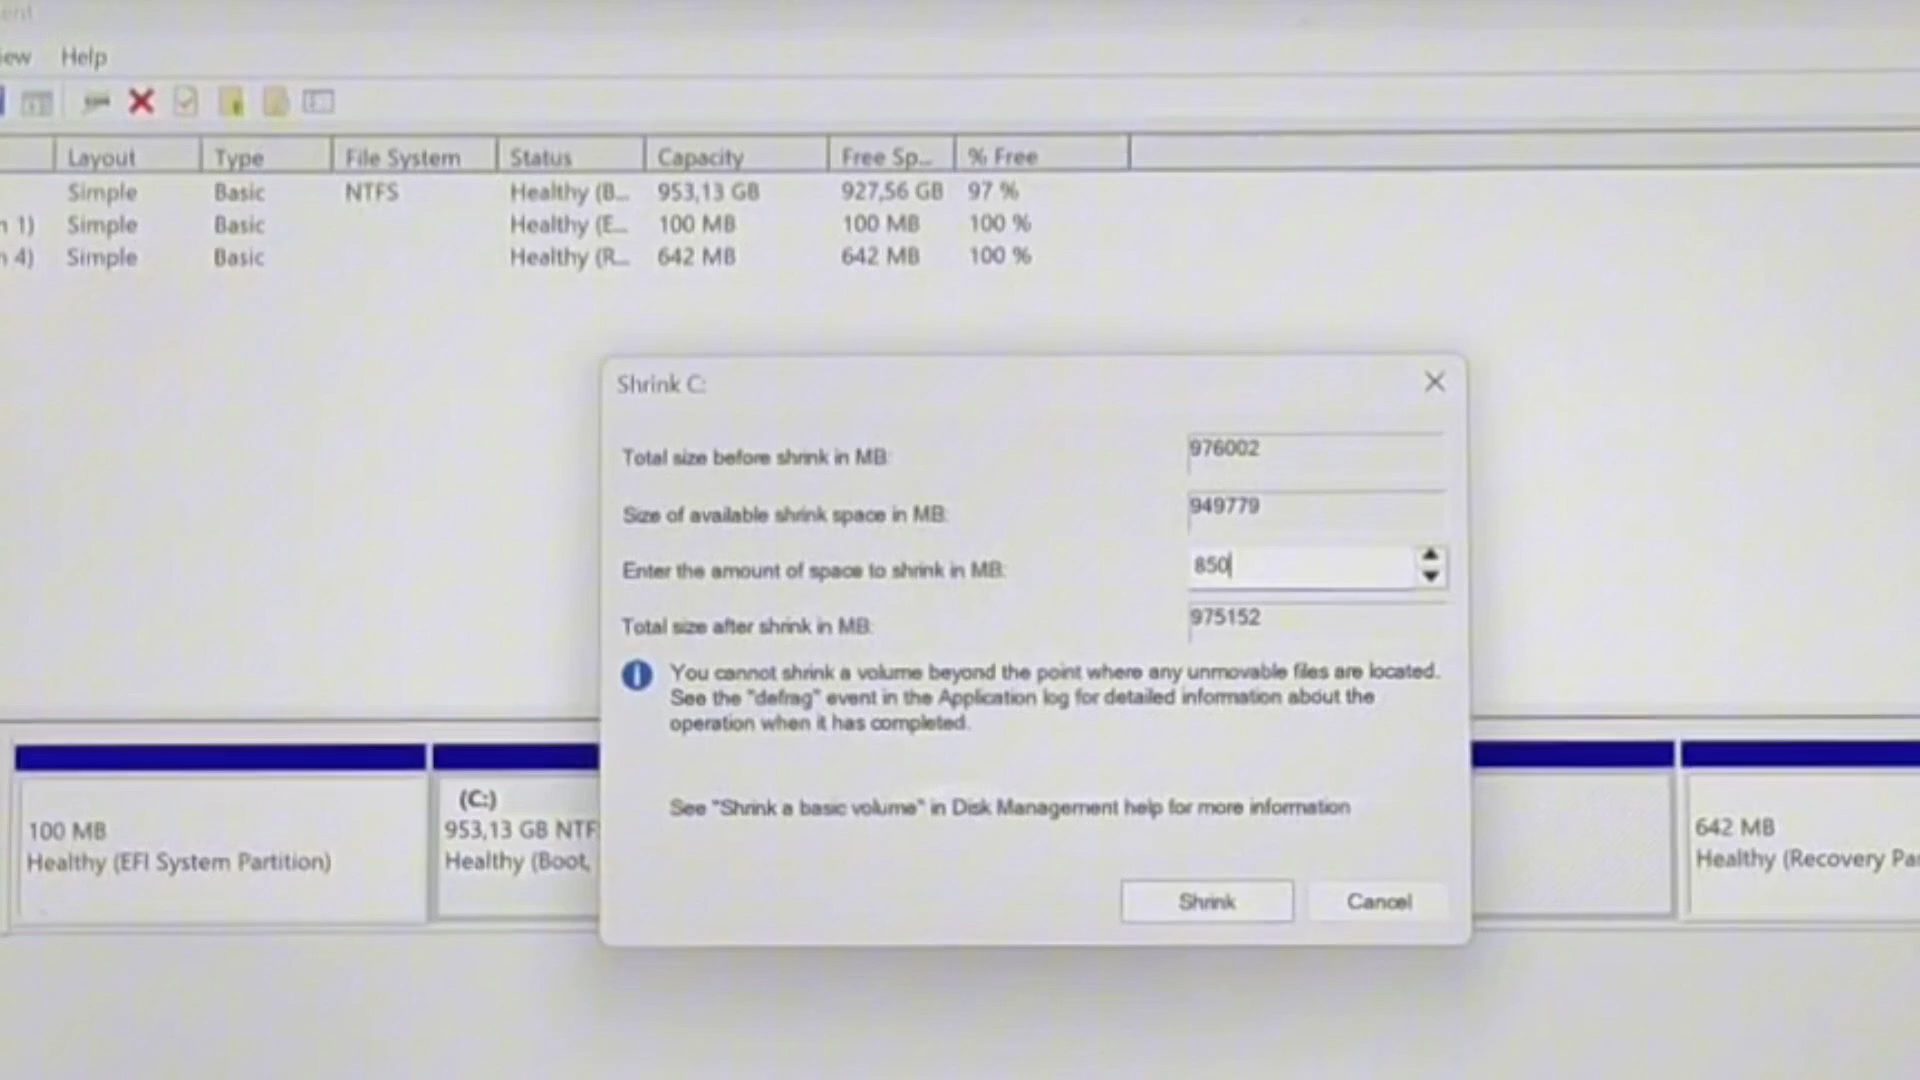 ent
iew Help
Layout Type File System Status Capacity Free Sp... % Free
Simple Basic NTFS Healthy (B... 953,13 GB 927,56 GB 97 %
n 1) Simple Basic Healthy (E... 100 MB 100 MB 100 %
n 4) Simple Basic Healthy (R... 642 MB 642 MB 100 %
Shrink C:
Total size before shrink in MB: 976002
Size of available shrink space in MB: 949779
Enter the amount of space to shrink in MB: 850
Total size after shrink in MB: 975152
You cannot shrink a volume beyond the point where any unmovable files are located.
See the "defrag" event in the Application log for detailed information about the
operation when it has completed.
See "Shrink a basic volume" in Disk Management help for more information
Shrink Cancel
100 MB
Healthy (EFI System Partition)
(C:)
953,13 GB NTF
Healthy (Boot,
642 MB
Healthy (Recovery Pa